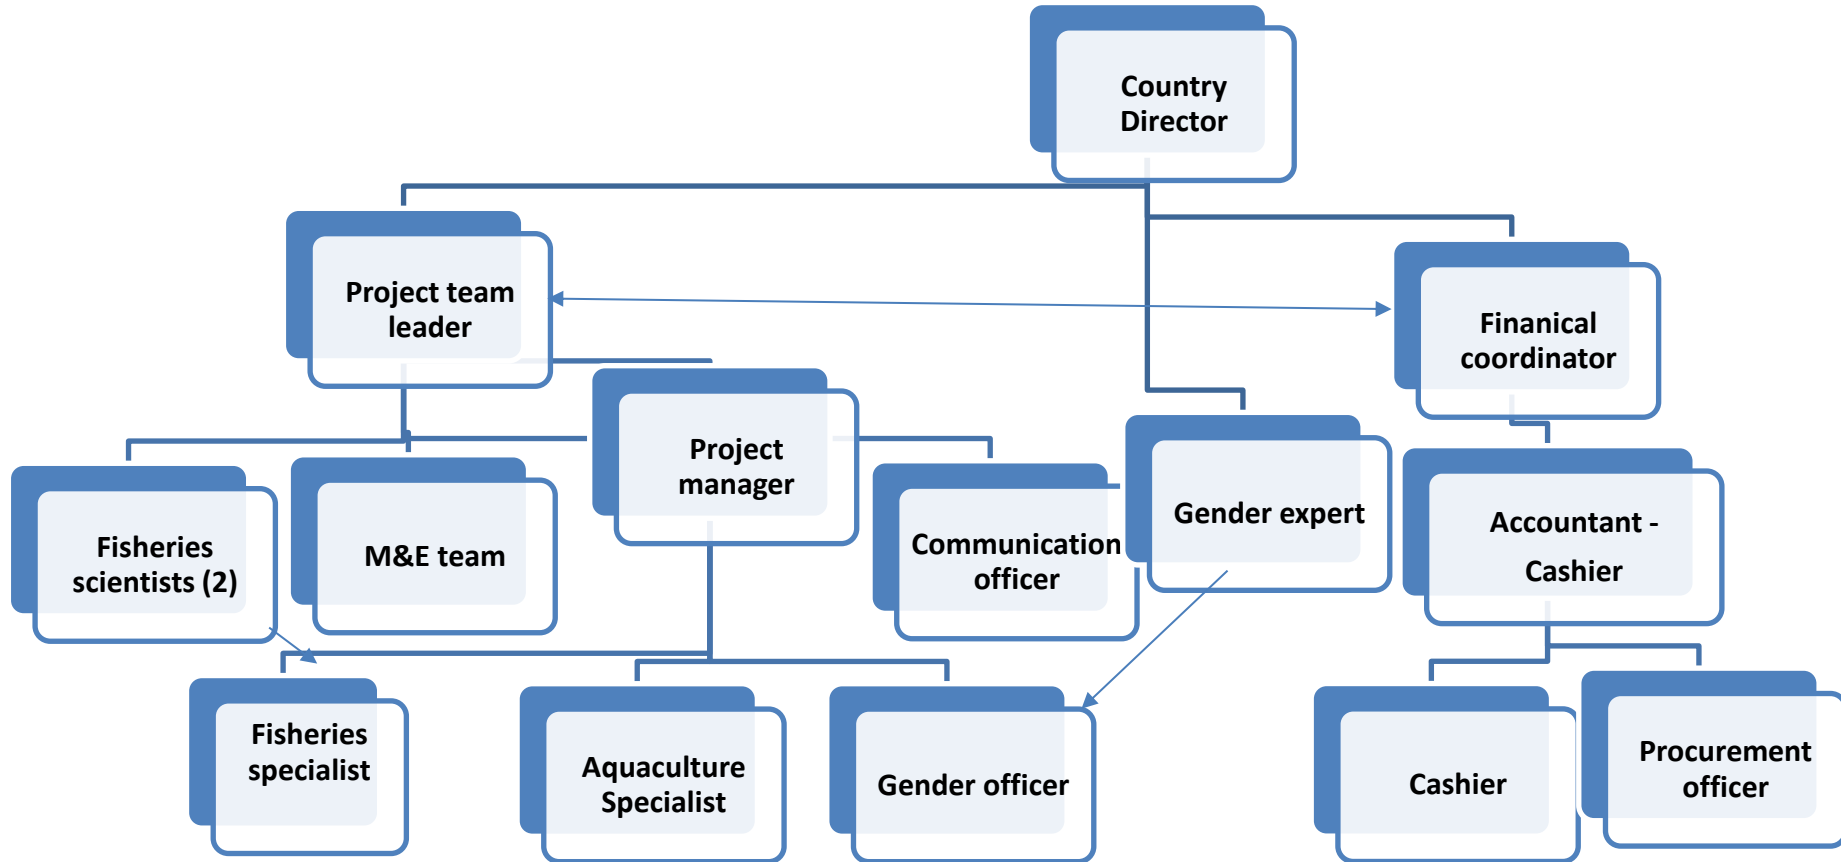 Country
Director
Project team
leader
Finanical
coordinator
Project
manager
Fisheries
scientists (2)
M&E team
Communication
officer
Gender expert
Accountant -
Cashier
Fisheries
specialist
Aquaculture
Specialist
Gender officer
Cashier
Procurement
officer